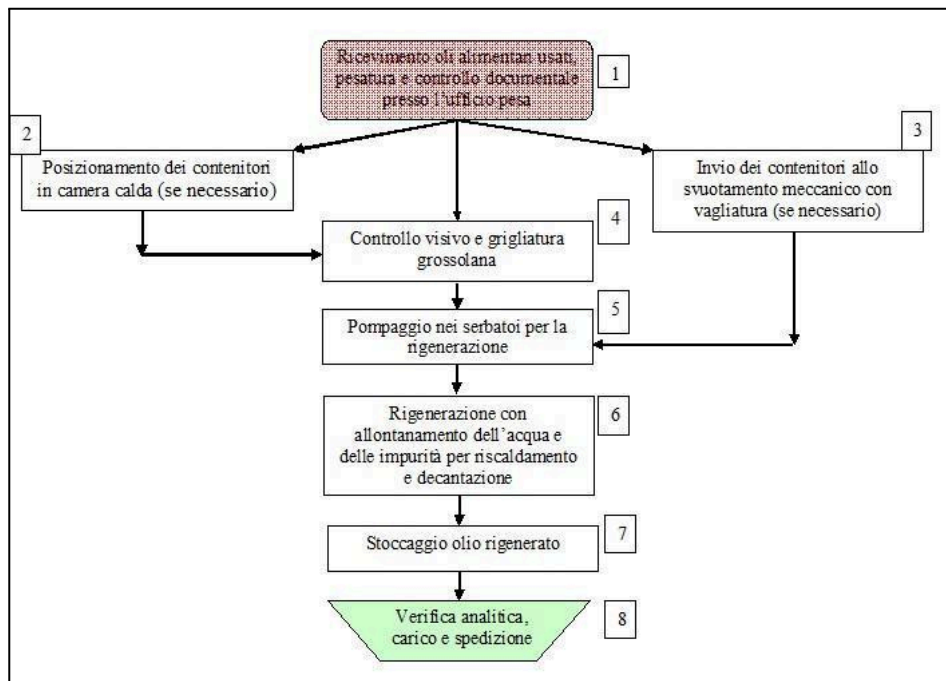 Ricevimento oli alimentari usati,
pesatura e controllo documentale
presso l'ufficio pesa
1
2
Posizionamento dei contenitori
in camera calda (se necessario)
3
Invio dei contenitori allo
svuotamento meccanico con
vagliatura (se necessario)
4
Controllo visivo e grigliatura
grossolana
5
Pompaggio nei serbatoi per la
rigenerazione
6
Rigenerazione con
allontanamento dell'acqua e
delle impurità per riscaldamento
e decantazione
7
Stoccaggio olio rigenerato
8
Verifica analitica,
carico e spedizione